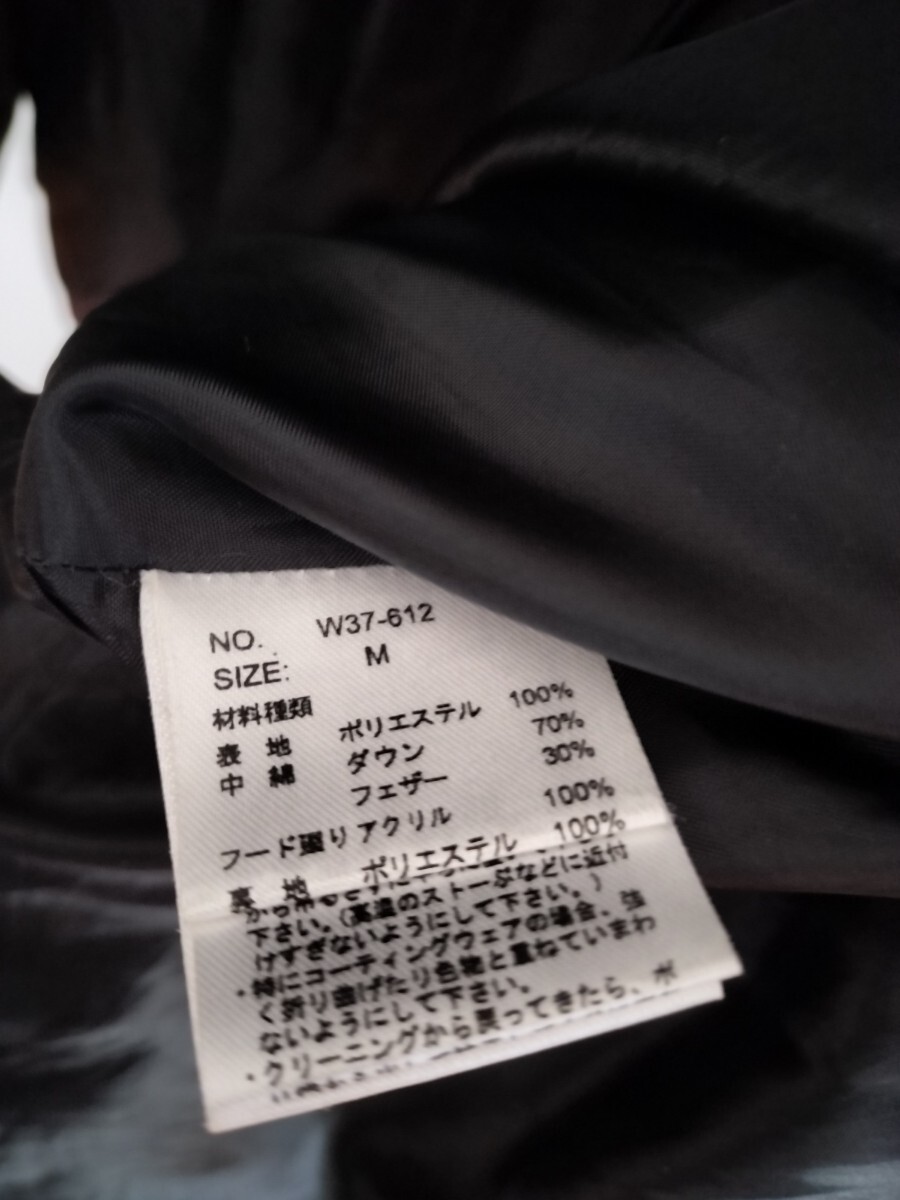 NO. W37-612
SIZE: M
材料種類
表 地 ポリエステル 100%
中 綿 ダウン 70%
フェザー 30%
フード廻り アクリル 100%
裏 地 ポリエステル 100%
下さい。(高温のストーブなどに近付
けすぎないようにして下さい。)
・特にコーティングウェアの場合、強
く折り曲げたり色物と重ねていまわ
ないようにして下さい。
・クリーニングから戻ってきたら、ポ